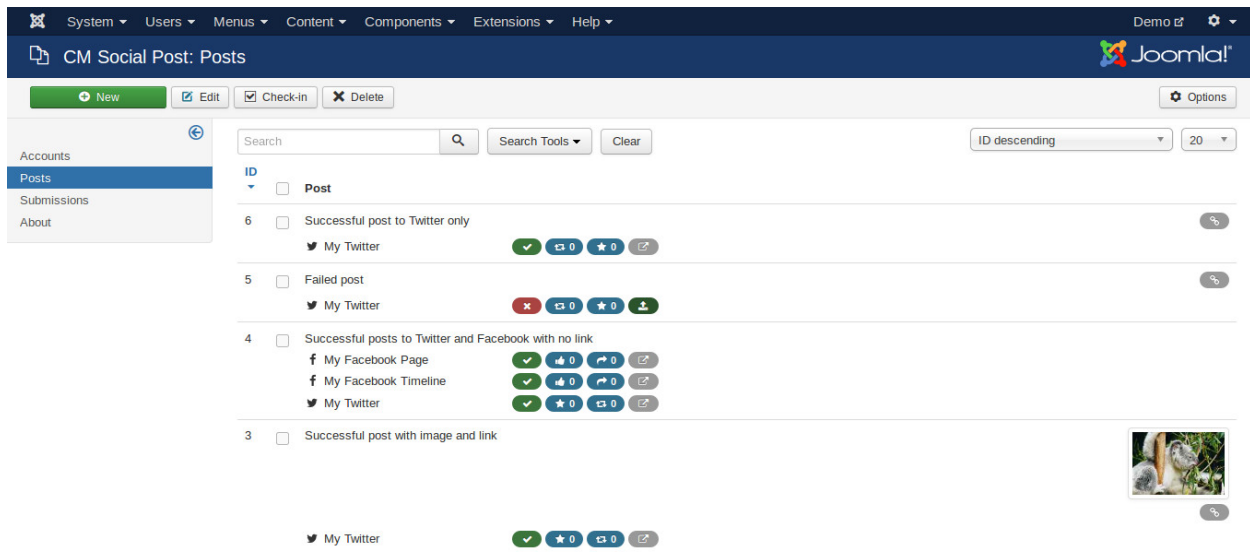 System Users Menus Content Components Extensions Help Demo
CM Social Post: Posts Joomla!®
New Edit Check-in Delete Options
Search Search Tools Clear ID descending 20
Accounts
Posts
Submissions
About
ID Post
6 Successful post to Twitter only
My Twitter 0 0
5 Failed post
My Twitter 0 0
4 Successful posts to Twitter and Facebook with no link
My Facebook Page 0 0
My Facebook Timeline 0 0
My Twitter 0 0
3 Successful post with image and link
My Twitter 0 0